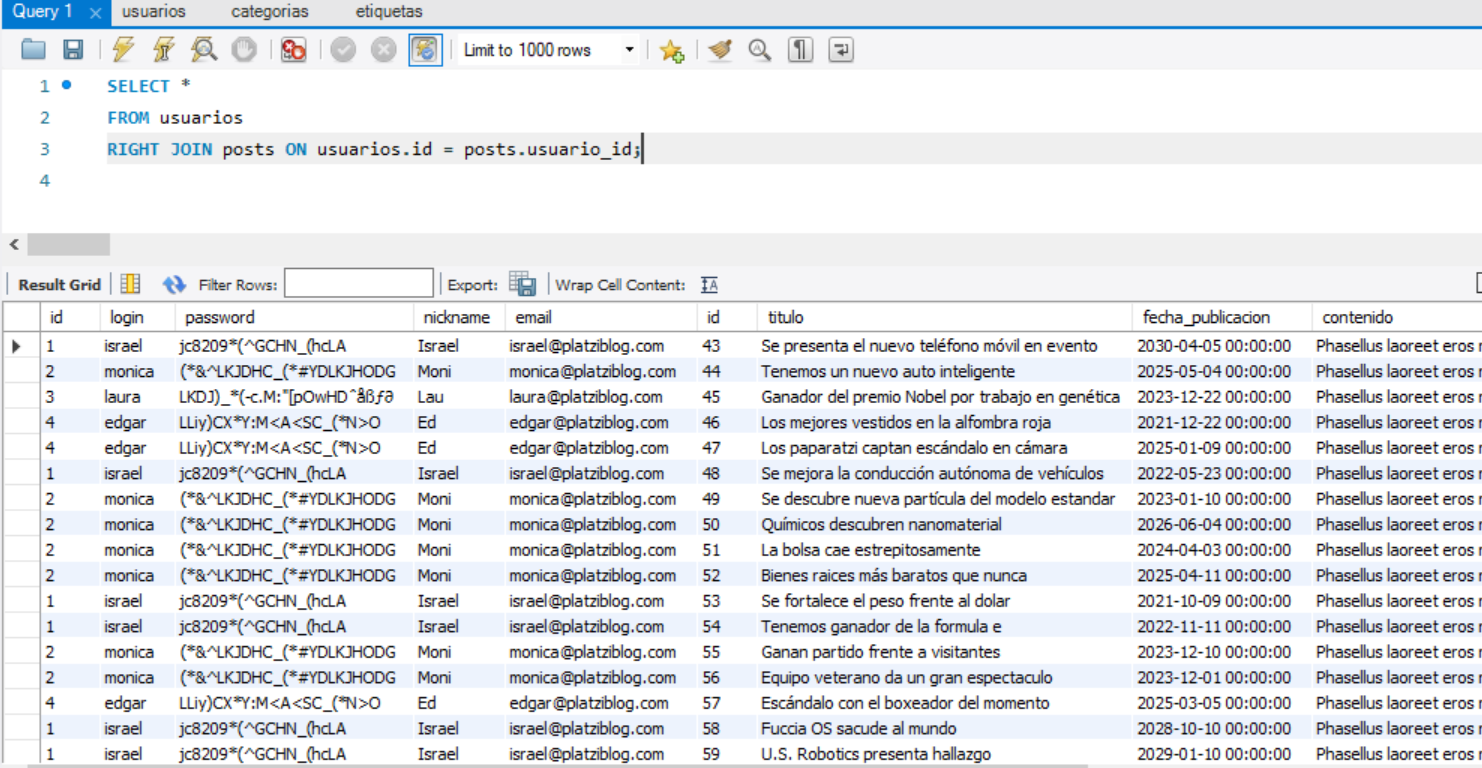 Query 1 usuarios categorias etiquetas
Limit to 1000 rows
1 SELECT *
2 FROM usuarios
3 RIGHT JOIN posts ON usuarios.id = posts.usuario_id;
4
Result Grid Filter Rows: Export: Wrap Cell Content:
id login password nickname email id titulo fecha_publicacion contenido
1 israel jc8209*(^GCHN_(hcLA Israel israel@platziblog.com 43 Se presenta el nuevo teléfono móvil en evento 2030-04-05 00:00:00 Phasellus laoreet eros
2 monica (*&^LKJDHC_(*#YDLKJHODG Moni monica@platziblog.com 44 Tenemos un nuevo auto inteligente 2025-05-04 00:00:00 Phasellus laoreet eros
3 laura LKDJ)_*(-c.M:"[pOwHDˆåßƒ∂ Lau laura@platziblog.com 45 Ganador del premio Nobel por trabajo en genética 2023-12-22 00:00:00 Phasellus laoreet eros
4 edgar LLiy)CX*Y:M<A<SC_(*N>O Ed edgar@platziblog.com 46 Los mejores vestidos en la alfombra roja 2021-12-22 00:00:00 Phasellus laoreet eros
4 edgar LLiy)CX*Y:M<A<SC_(*N>O Ed edgar@platziblog.com 47 Los paparatzi captan escándalo en cámara 2025-01-09 00:00:00 Phasellus laoreet eros
1 israel jc8209*(^GCHN_(hcLA Israel israel@platziblog.com 48 Se mejora la conducción autónoma de vehículos 2022-05-23 00:00:00 Phasellus laoreet eros
2 monica (*&^LKJDHC_(*#YDLKJHODG Moni monica@platziblog.com 49 Se descubre nueva partícula del modelo estandar 2023-01-10 00:00:00 Phasellus laoreet eros
2 monica (*&^LKJDHC_(*#YDLKJHODG Moni monica@platziblog.com 50 Químicos descubren nanomaterial 2026-06-04 00:00:00 Phasellus laoreet eros
2 monica (*&^LKJDHC_(*#YDLKJHODG Moni monica@platziblog.com 51 La bolsa cae estrepitosamente 2024-04-03 00:00:00 Phasellus laoreet eros
2 monica (*&^LKJDHC_(*#YDLKJHODG Moni monica@platziblog.com 52 Bienes raices más baratos que nunca 2025-04-11 00:00:00 Phasellus laoreet eros
1 israel jc8209*(^GCHN_(hcLA Israel israel@platziblog.com 53 Se fortalece el peso frente al dolar 2021-10-09 00:00:00 Phasellus laoreet eros
1 israel jc8209*(^GCHN_(hcLA Israel israel@platziblog.com 54 Tenemos ganador de la formula e 2022-11-11 00:00:00 Phasellus laoreet eros
2 monica (*&^LKJDHC_(*#YDLKJHODG Moni monica@platziblog.com 55 Ganan partido frente a visitantes 2023-12-10 00:00:00 Phasellus laoreet eros
2 monica (*&^LKJDHC_(*#YDLKJHODG Moni monica@platziblog.com 56 Equipo veterano da un gran espectaculo 2023-12-01 00:00:00 Phasellus laoreet eros
4 edgar LLiy)CX*Y:M<A<SC_(*N>O Ed edgar@platziblog.com 57 Escándalo con el boxeador del momento 2025-03-05 00:00:00 Phasellus laoreet eros
1 israel jc8209*(^GCHN_(hcLA Israel israel@platziblog.com 58 Fuccia OS sacude al mundo 2028-10-10 00:00:00 Phasellus laoreet eros
1 israel jc8209*(^GCHN_(hcLA Israel israel@platziblog.com 59 U.S. Robotics presenta hallazgo 2029-01-10 00:00:00 Phasellus laoreet eros